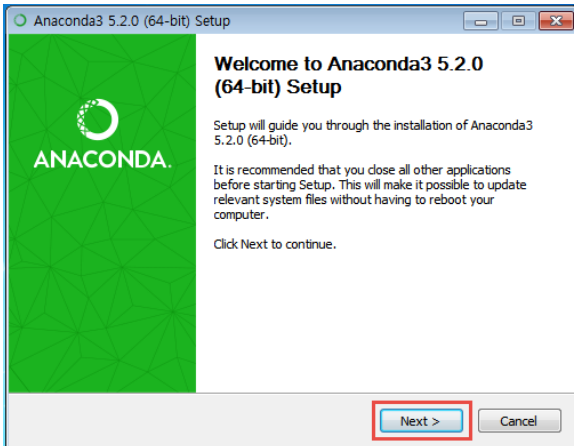 Anaconda3 5.2.0 (64-bit) Setup
Welcome to Anaconda3 5.2.0
(64-bit) Setup
Setup will guide you through the installation of Anaconda3
5.2.0 (64-bit).
It is recommended that you close all other applications
before starting Setup. This will make it possible to update
relevant system files without having to reboot your
computer.
Click Next to continue.
ANACONDA.
Next >
Cancel